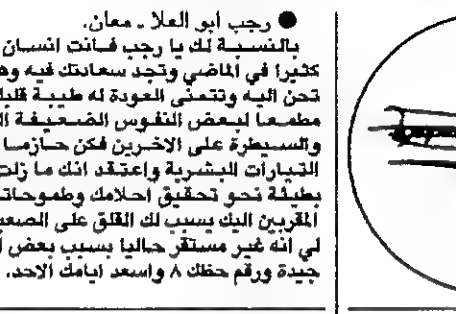 ● رجب ابو العلا ـ معان.
بالنسبة لك يا رجب فانت انسان
كثيرا في الماضي وتجد سعادتك فيه وه
تحن اليه وتتمنى العودة له طيبة قلبك
مطمعا لبعض النفوس الضعيفة ال
والسيطرة على الاخرين فكن حازما
التيارات البشرية واعتقد انك ما زلت
بطيئة نحو تحقيق احلامك وطموحات
المقربين اليك يسبب لك القلق على الصعي
لي انه غير مستقر حاليا بسبب بعض ا
جيدة ورقم حظك ٨ واسعد ايامك الاحد.